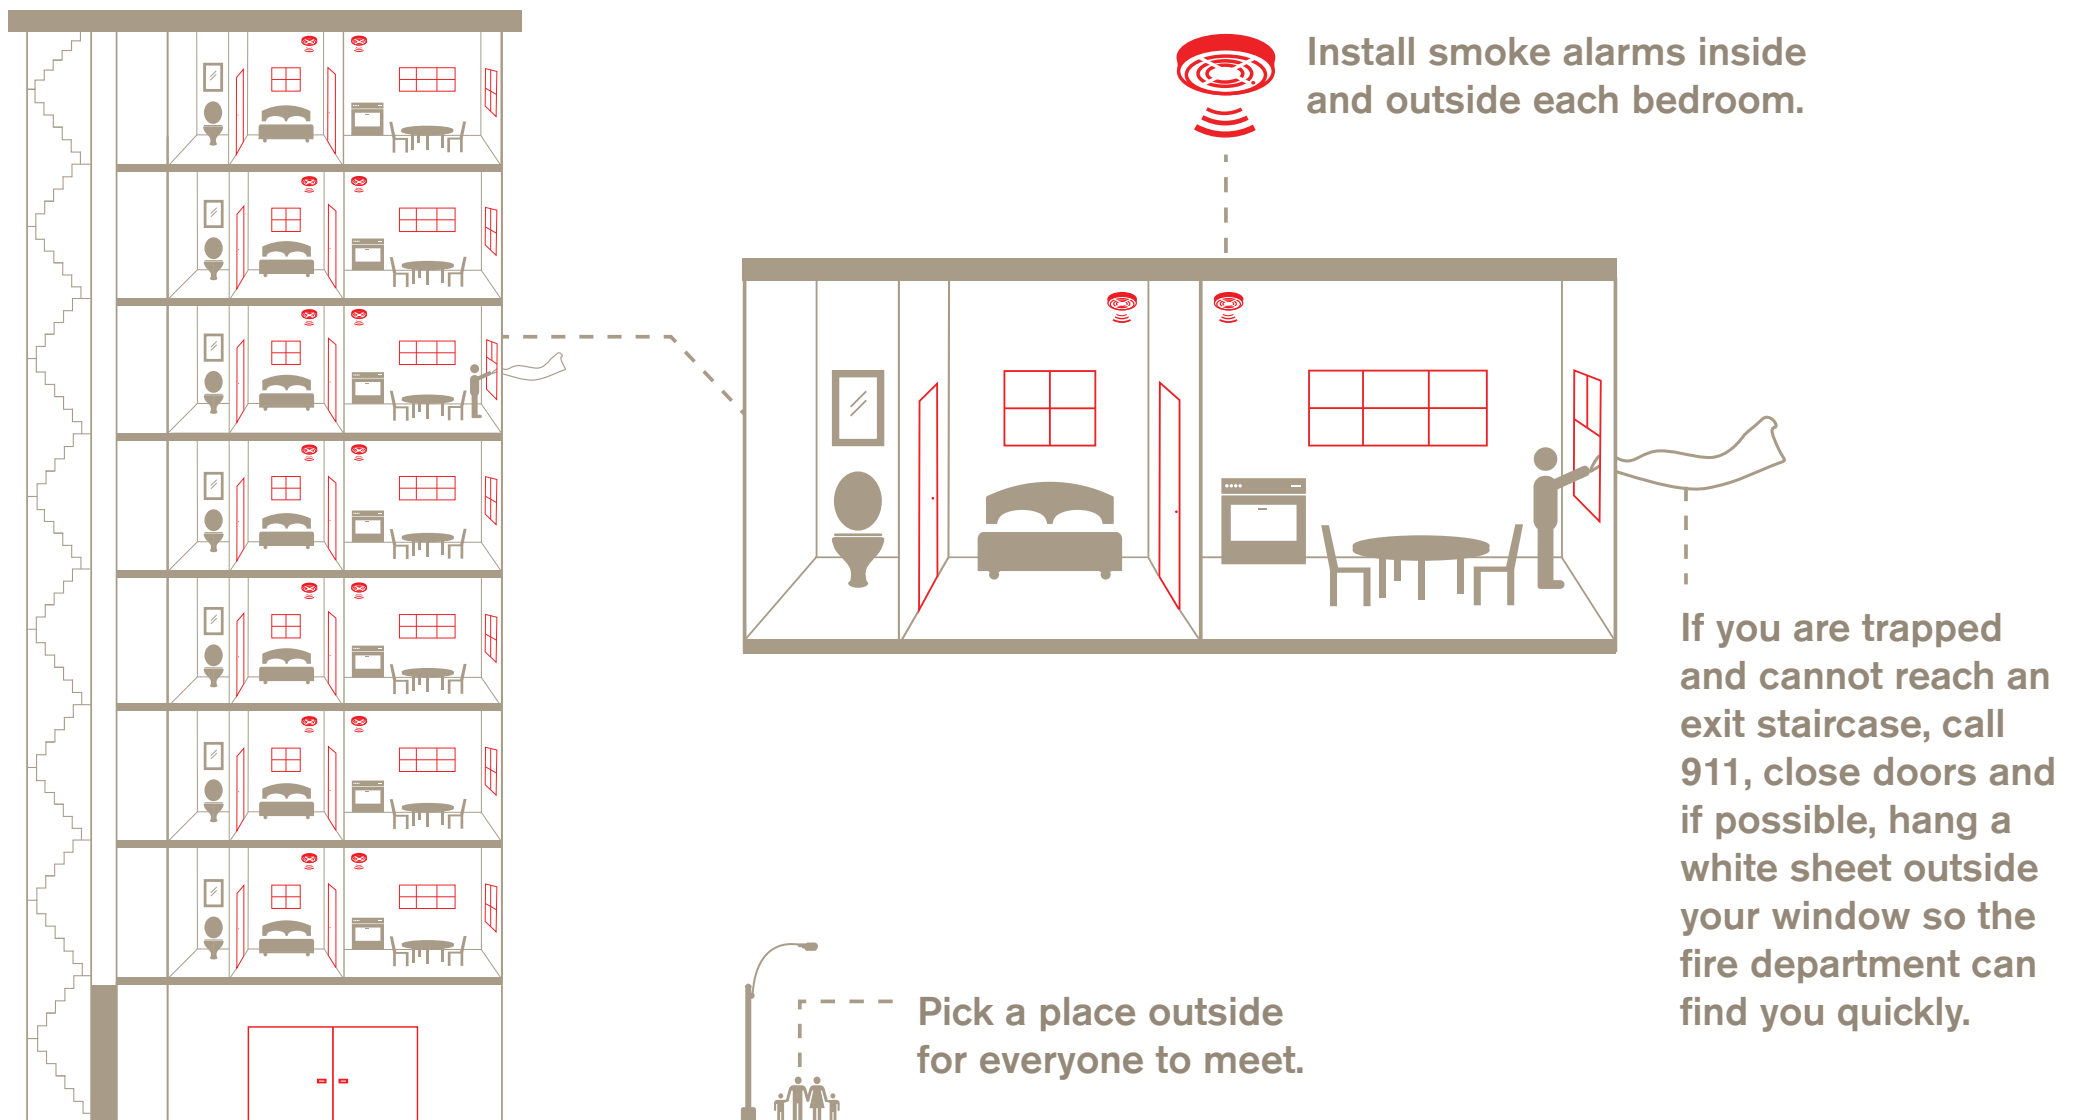 Install smoke alarms inside
and outside each bedroom.
If you are trapped
and cannot reach an
exit staircase, call
911, close doors and
if possible, hang a
white sheet outside
your window so the
fire department can
find you quickly.
Pick a place outside
for everyone to meet.